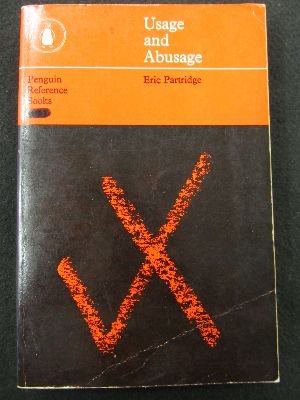 Usage
and
Abusage
Penguin
Reference
Books
Eric Partridge